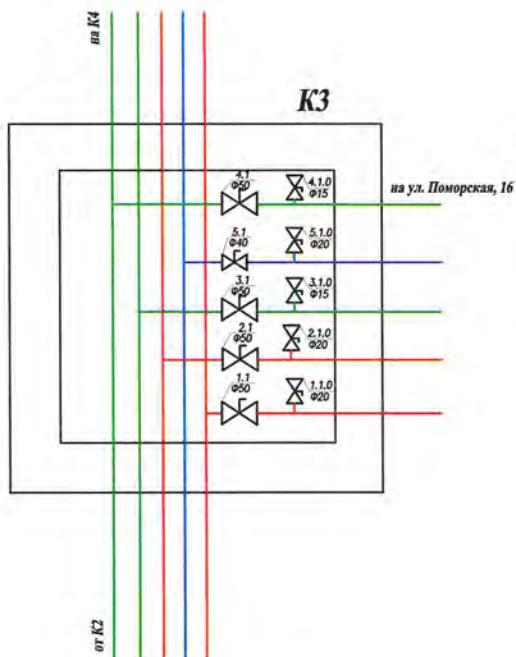 на К4
К3
4.1
Ф50
4.1.0
Ф15
на ул. Поморская, 16
5.1
Ф40
5.1.0
Ф20
3.1
Ф50
3.1.0
Ф15
2.1
Ф50
2.1.0
Ф20
1.1
Ф50
1.1.0
Ф20
от К2